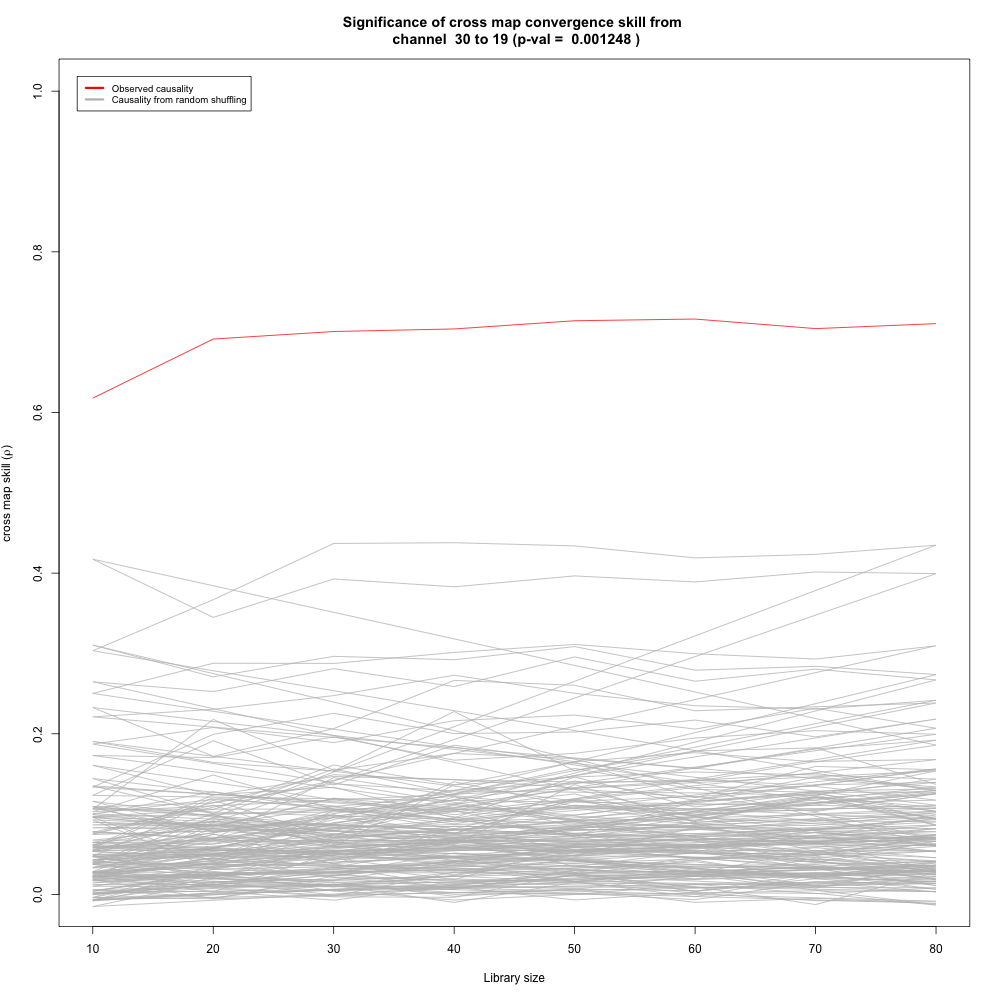 Significance of cross map convergence skill from
channel  30 to 19 (p-val =  0.001248 )
Observed causality
Causality from random shuffling
1.0
0.8
0.6
0.4
0.2
0.0
cross map skill (ρ)
10 20 30 40 50 60 70 80
Library size